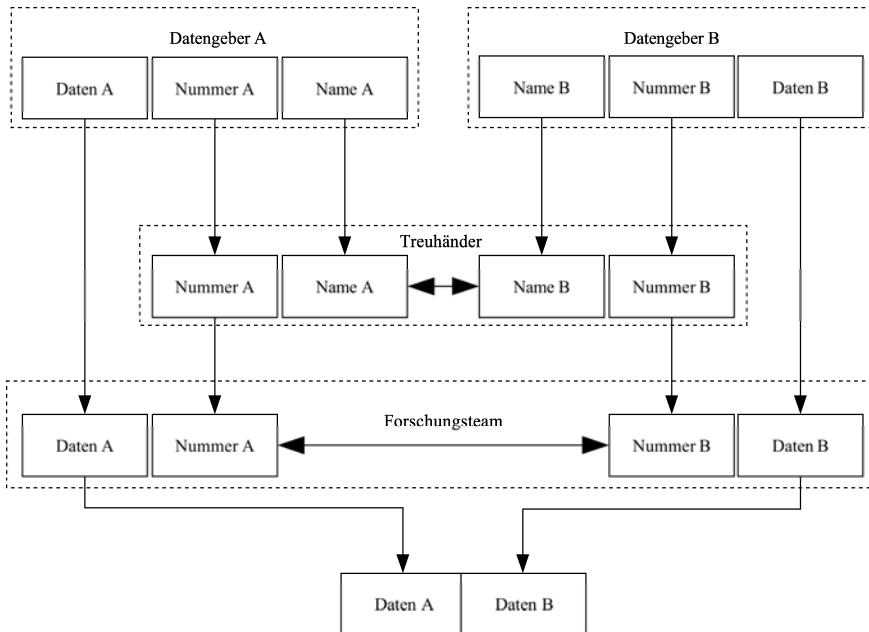 Datengeber A
Datengeber B
Daten A
Nummer A
Name A
Name B
Nummer B
Daten B
Treuhänder
Nummer A
Name A
Name B
Nummer B
Forschungsteam
Daten A
Nummer A
Nummer B
Daten B
Daten A
Daten B